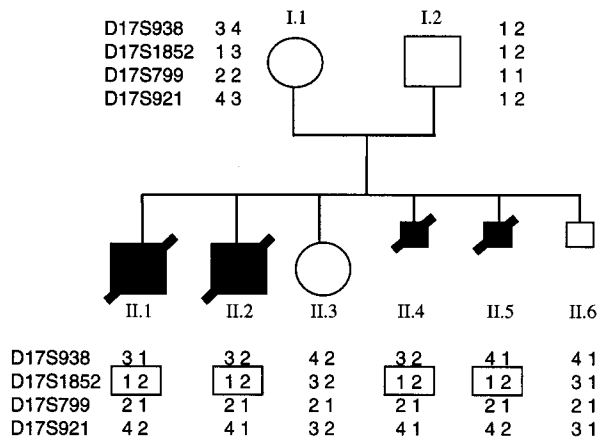 I.1 I.2
D17S938 3 4 1 2
D17S1852 1 3 1 2
D17S799 2 2 1 1
D17S921 4 3 1 2
II.1 II.2 II.3 II.4 II.5 II.6
D17S938 3 1 3 2 4 2 3 2 4 1 4 1
D17S1852 1 2 1 2 3 2 1 2 1 2 3 1
D17S799 2 1 2 1 2 1 2 1 2 1 2 1
D17S921 4 2 4 1 3 2 4 1 4 2 3 1